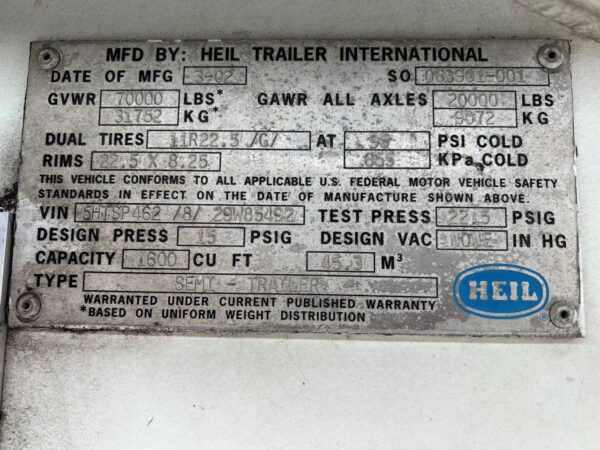 MFD BY: HEIL TRAILER INTERNATIONAL
DATE OF MFG 3-02 SO 063901-001
GVWR 70000 LBS* GAWR ALL AXLES 20000 LBS
31762 KG* 9072 KG
DUAL TIRES 11R22.5 /G/ AT PSI COLD
RIMS 22.5 X 8.25 KPa COLD
THIS VEHICLE CONFORMS TO ALL APPLICABLE U.S. FEDERAL MOTOR VEHICLE SAFETY
STANDARDS IN EFFECT ON THE DATE OF MANUFACTURE SHOWN ABOVE.
VIN 5HTSP462 /8/ 29W85492 TEST PRESS PSIG
DESIGN PRESS 15 PSIG DESIGN VAC NONE IN HG
CAPACITY 1600 CU FT 45.3 M³
TYPE SEMI - TRAILER
WARRANTED UNDER CURRENT PUBLISHED WARRANTY
*BASED ON UNIFORM WEIGHT DISTRIBUTION
HEIL ®